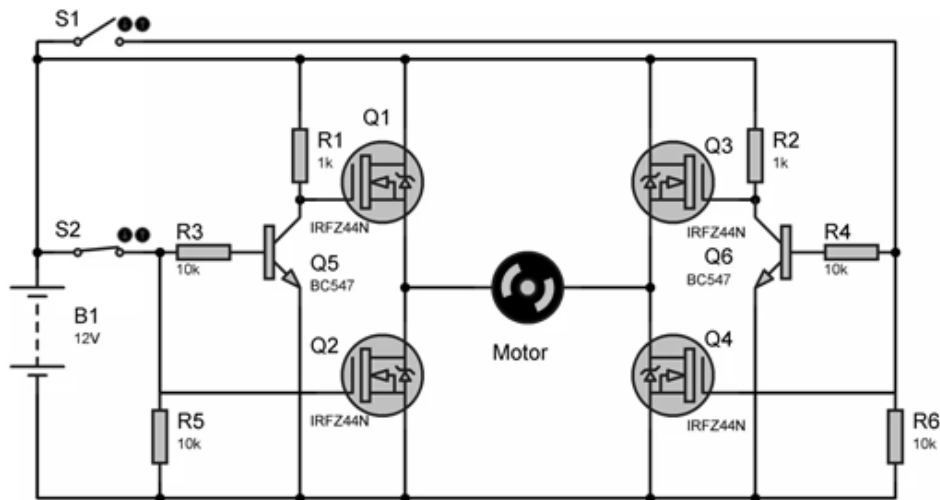 S1
Q1
R1
1k
IRFZ44N
Q3
R2
1k
IRFZ44N
S2
R3
10k
Q5
BC547
Q6
BC547
R4
10k
B1
12V
Motor
Q2
IRFZ44N
Q4
IRFZ44N
R5
10k
R6
10k